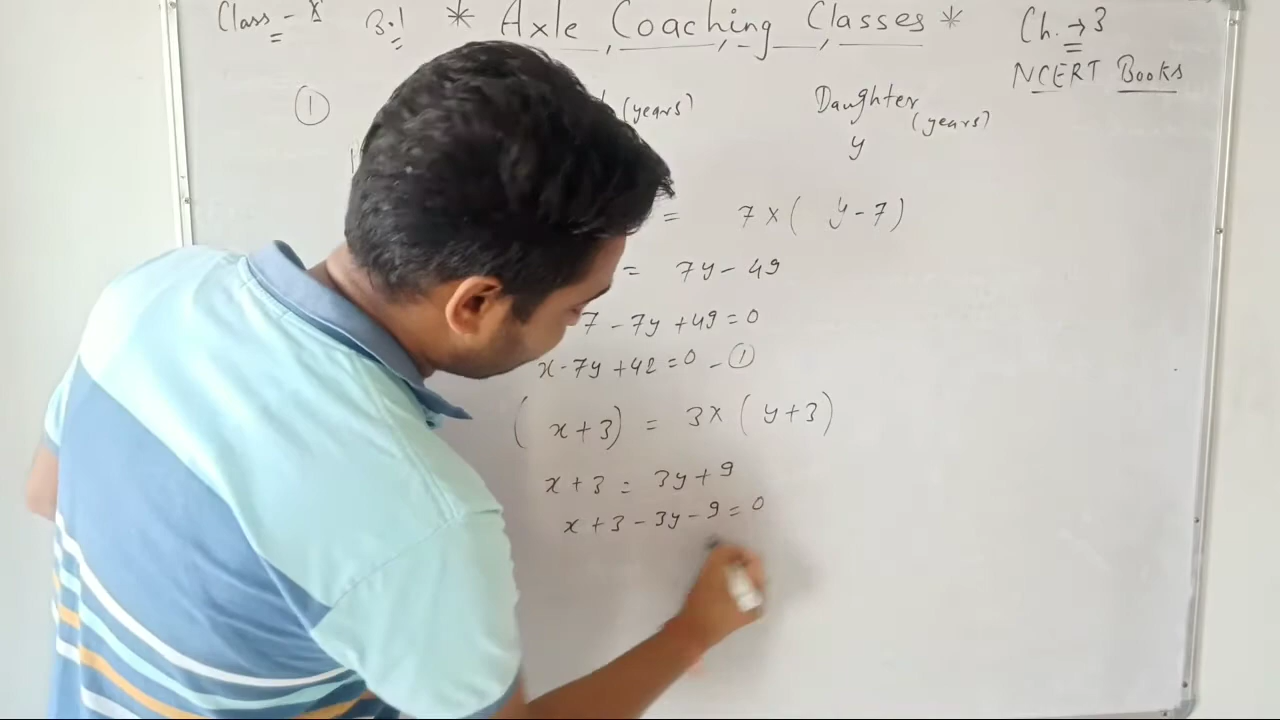 Class - X 3.1 * Axle Coaching Classes * Ch. → 3
NCERT Books
① (years) Daughter (years)
y
= 7 × ( y - 7 )
= 7y - 49
7 - 7y + 49 = 0
x - 7y + 42 = 0 - ①
( x + 3 ) = 3 × ( y + 3 )
x + 3 = 3y + 9
x + 3 - 3y - 9 = 0